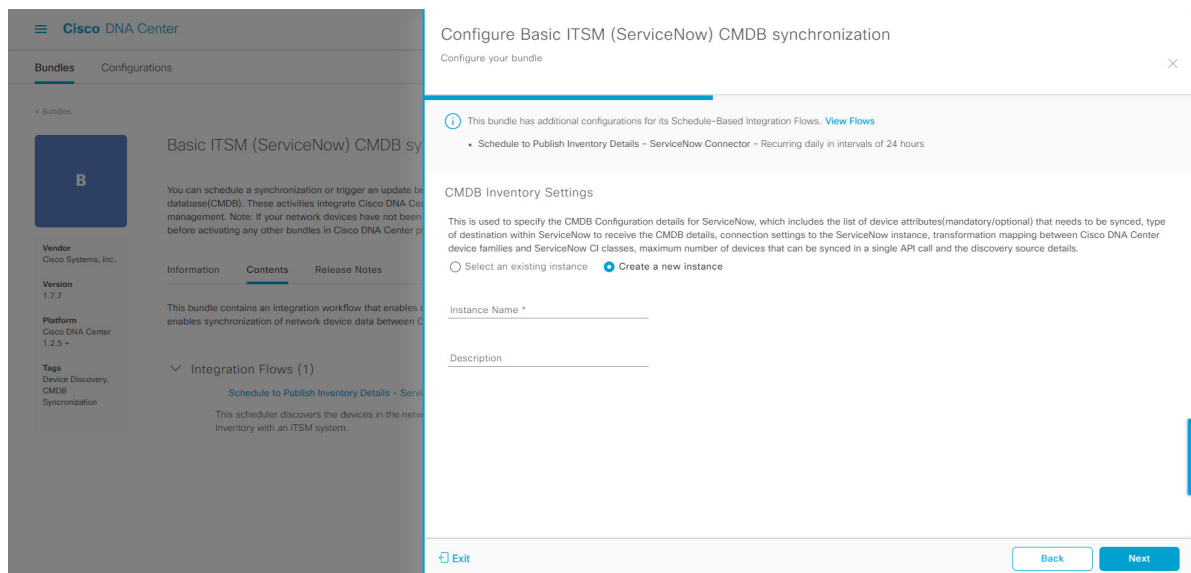 Cisco DNA Center
Bundles Configurations
< Bundles
B
Vendor
Cisco Systems, Inc.
Version
1.7.7
Platform
Cisco DNA Center
1.2.5 +
Tags
Device Discovery,
CMDB
Syncronization
Basic ITSM (ServiceNow) CMDB sy
You can schedule a synchronization or trigger an update be
database(CMDB). These activities integrate Cisco DNA Cen
management. Note: If your network devices have not been
before activating any other bundles in Cisco DNA Center pl
Information Contents Release Notes
This bundle contains an integration workflow that enables
enables synchronization of network device data between C
Integration Flows (1)
Schedule to Publish Inventory Details - Servi
This scheduler discovers the devices in the netw
Inventory with an ITSM system.
Configure Basic ITSM (ServiceNow) CMDB synchronization
Configure your bundle
This bundle has additional configurations for its Schedule-Based Integration Flows. View Flows
• Schedule to Publish Inventory Details - ServiceNow Connector - Recurring daily in intervals of 24 hours
CMDB Inventory Settings
This is used to specify the CMDB Configuration details for ServiceNow, which includes the list of device attributes(mandatory/optional) that needs to be synced, type
of destination within ServiceNow to receive the CMDB details, connection settings to the ServiceNow instance, transformation mapping between Cisco DNA Center
device families and ServiceNow CI classes, maximum number of devices that can be synced in a single API call and the discovery source details.
Select an existing instance Create a new instance
Instance Name *
Description
Exit Back Next